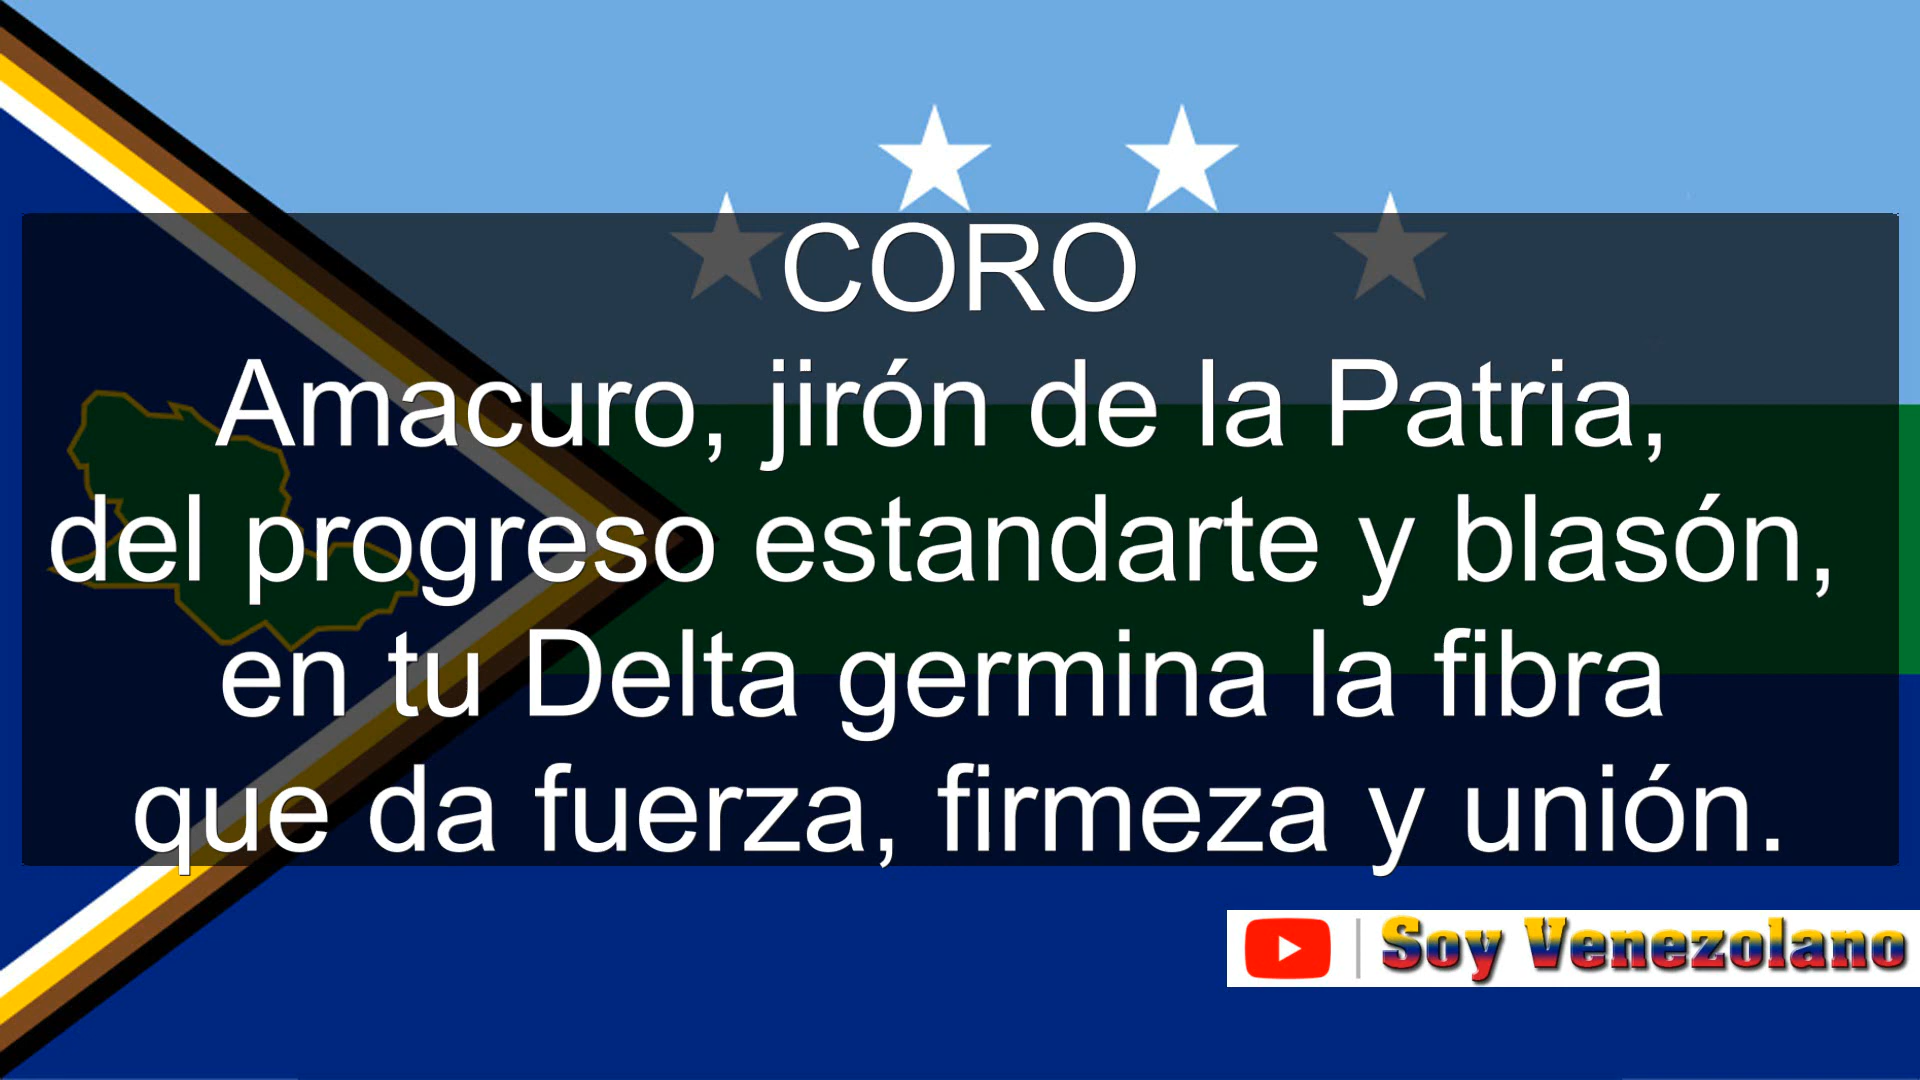 CORO
Amacuro, jirón de la Patria,
del progreso estandarte y blasón,
en tu Delta germina la fibra
que da fuerza, firmeza y unión.
Soy Venezolano